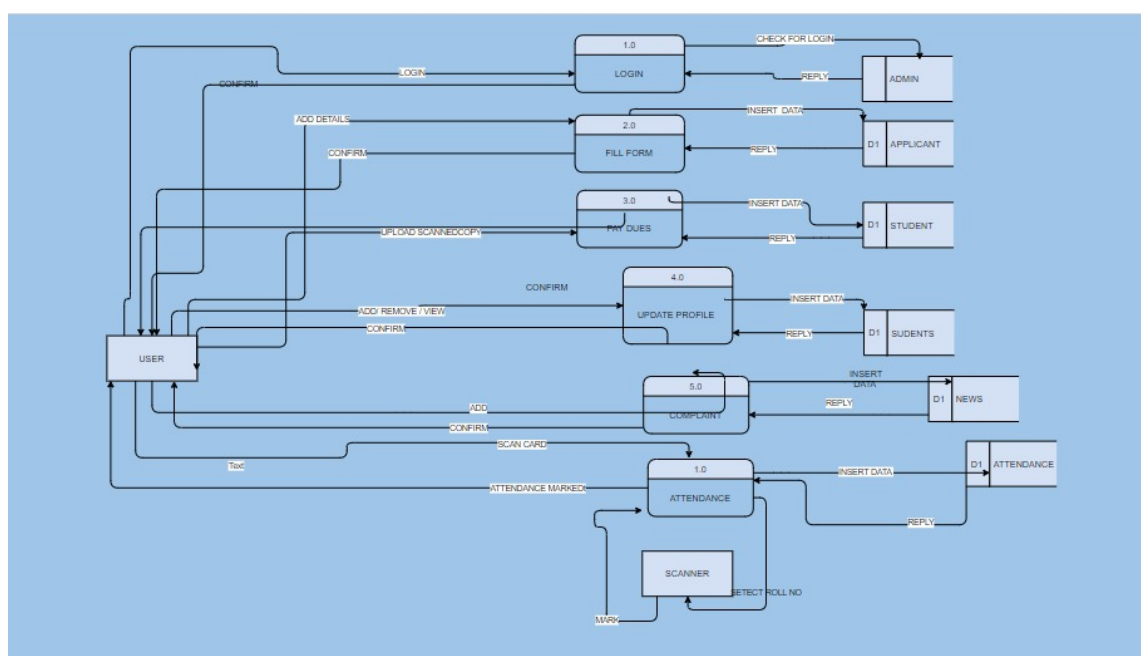 CHECK FOR LOGIN
1.0
LOGIN
LOGIN
REPLY
ADMIN
CONFIRM
ADD DETAILS
2.0
FILL FORM
INSERT DATA
D1
APPLICANT
REPLY
CONFIRM
3.0
PAY DUES
INSERT DATA
D1
STUDENT
REPLY
UPLOAD SCANNEDCOPY
4.0
UPDATE PROFILE
CONFIRM
INSERT DATA
ADD/ REMOVE / VIEW
CONFIRM
REPLY
D1
SUDENTS
USER
5.0
COMPLAINT
INSERT
DATA
D1
NEWS
REPLY
ADD
CONFIRM
SCAN CARD
Text
1.0
ATTENDANCE
INSERT DATA
D1
ATTENDANCE
ATTENDANCE MARKED!
REPLY
SCANNER
SETECT ROLL NO
MARK